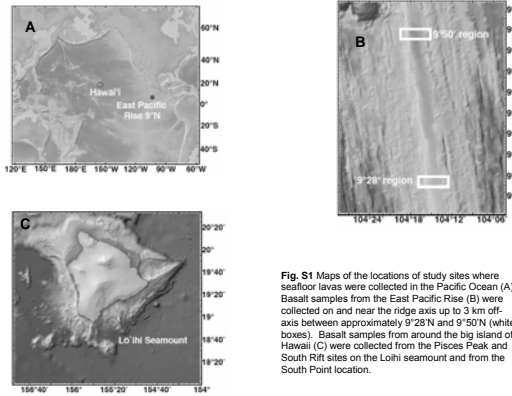 A
60°N
40°N
20°N
0°
20°S
40°S
Hawai'i
East Pacific
Rise 9°N
120°E 150°E 180°W 150°W 120°W 90°W 60°W
B
9°50' region
9°28' region
104°24' 104°18' 104°12' 104°06'
C
20°20'
20°
19°40'
19°20'
19°
18°40'
18°20'
Lo'ihi Seamount
156°40' 156° 155°20' 154°40' 154°
Fig. S1 Maps of the locations of study sites where
seafloor lavas were collected in the Pacific Ocean (A)
Basalt samples from the East Pacific Rise (B) were
collected on and near the ridge axis up to 3 km off-
axis between approximately 9°28'N and 9°50'N (white
boxes). Basalt samples from around the big island of
Hawaii (C) were collected from the Pisces Peak and
South Rift sites on the Loihi seamount and from the
South Point location.